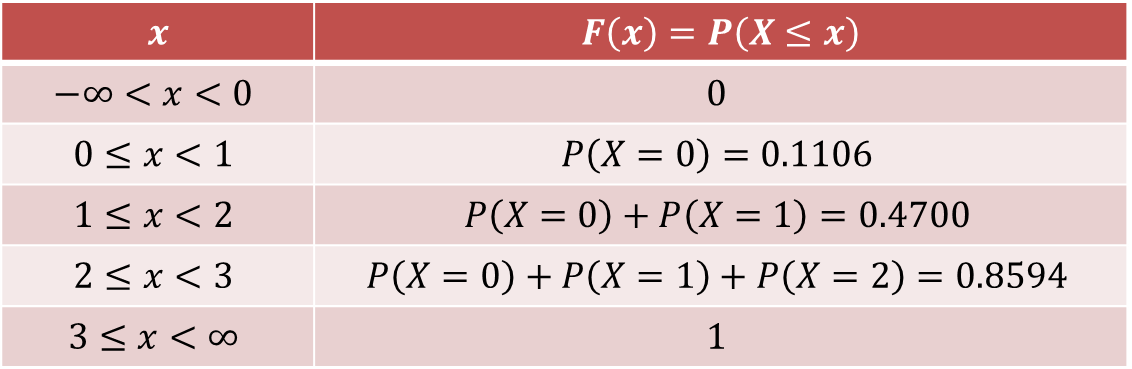 x F(x) = P(X ≤ x)
−∞ < x < 0 0
0 ≤ x < 1 P(X = 0) = 0.1106
1 ≤ x < 2 P(X = 0) + P(X = 1) = 0.4700
2 ≤ x < 3 P(X = 0) + P(X = 1) + P(X = 2) = 0.8594
3 ≤ x < ∞ 1